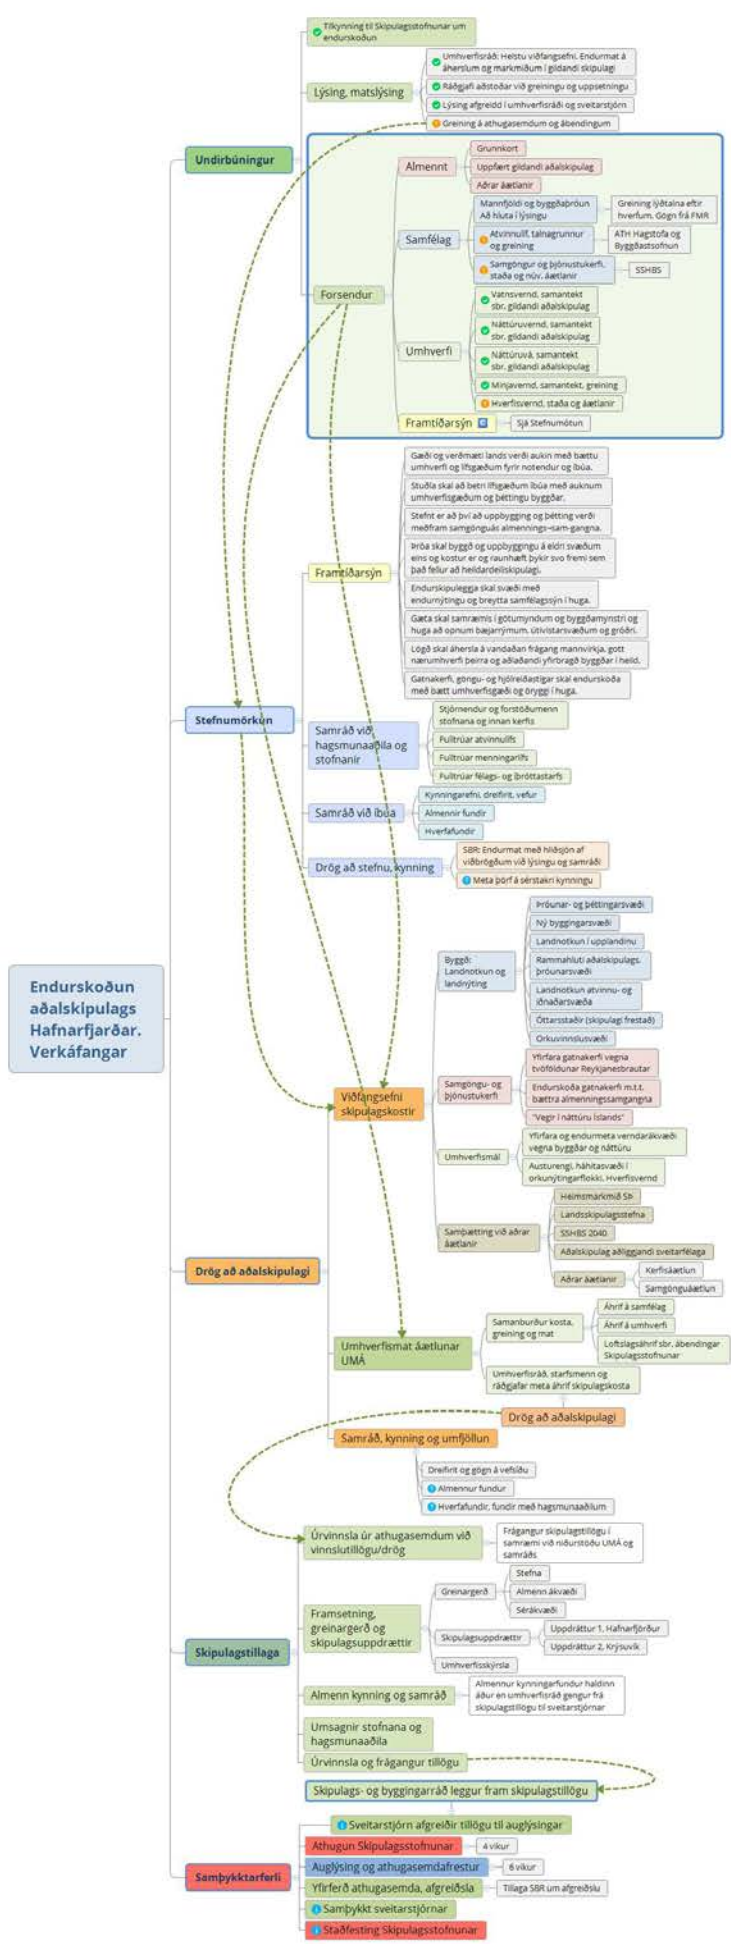 Tilkynning til Skipulagsstofnunar um
endurskoðun
Lýsing, matslýsing
Umhverfisráð: Helstu viðfangsefni. Endurmat á
áherslum og markmiðum í gildandi skipulagi
Ráðgjafi aðstoðar við greiningu og uppsetningu
Lýsing afgreidd í umhverfisráði og sveitarstjórn
Greining á athugasemdum og ábendingum
Undirbúningur
Forsendur
Almennt
Grunnkort
Uppfært gildandi aðalskipulag
Aðrar áætlanir
Samfélag
Mannfjöldi og byggðaþróun
Að hluta í lýsingu
Greining lýðtalna eftir
hverfum. Gögn frá FMR
Atvinnulíf, talnagrunnur
og greining
ATH Hagstofa og
Byggðastsofnun
Samgöngur og þjónustukerfi,
staða og núv. áætlanir
SSHBS
Umhverfi
Vatnsvernd, samantekt
sbr. gildandi aðalskipulag
Náttúruvernd, samantekt
sbr. gildandi aðalskipulag
Náttúruvá, samantekt
sbr. gildandi aðalskipulag
Minjavernd, samantekt, greining
Hverfisvernd, staða og áætlanir
Framtíðarsýn
Sjá Stefnumótun
Framtíðarsýn
Gæði og verðmæti lands verði aukin með bættu
umhverfi og lífsgæðum fyrir notendur og íbúa.
Stuðla skal að betri lífsgæðum íbúa með auknum
umhverfisgæðum og þéttingu byggðar.
Stefnt er að því að uppbygging og þétting verði
meðfram samgönguás almennings–sam-gangna.
Þróa skal byggð og uppbyggingu á eldri svæðum
eins og kostur er og raunhæft þykir svo fremi sem
það fellur að heildardeiliskipulagi.
Endurskipuleggja skal svæði með
endurnýtingu og breytta samfélagssýn í huga.
Gæta skal samræmis í götumyndum og byggðamynstri og
huga að opnum bæjarrýmum, útivistarsvæðum og gróðri.
Lögð skal áhersla á vandaðan frágang mannvirkja, gott
nærumhverfi þeirra og aðlaðandi yfirbragð byggðar í heild.
Gatnakerfi, göngu- og hjólreiðastígar skal endurskoða
með bætt umhverfisgæði og öryggi í huga.
Stefnumörkun
Samráð við
hagsmunaaðila og
stofnanir
Stjórnendur og forstöðumenn
stofnana og innan kerfis
Fulltrúar atvinnulífs
Fulltrúar menningarlífs
Fulltrúar félags- og íþróttastarfs
Samráð við íbúa
Kynningarefni, dreifirit, vefur
Almennir fundir
Hverfafundir
Drög að stefnu, kynning
SBR: Endurmat með hliðsjón af
viðbrögðum við lýsingu og samráði
Meta þörf á sérstakri kynningu
Endurskoðun
aðalskipulags
Hafnarfjarðar.
Verkáfangar
Viðfangsefni
skipulagskostir
Byggð:
Landnotkun og
landnýting
Þróunar- og þéttingarsvæði
Ný byggingarsvæði
Landnotkun í upplandinu
Rammahluti aðalskipulags,
þróunarsvæði
Landnotkun atvinnu- og
iðnaðarsvæða
Óttarsstaðir (skipulagi frestað)
Orkuvinnslusvæði
Samgöngu- og
þjónustukerfi
Yfirfara gatnakerfi vegna
tvöföldunar Reykjanesbrautar
Endurskoða gatnakerfi m.t.t.
bættra almenningssamgangna
"Vegir í náttúru Íslands"
Umhverfismál
Yfirfara og endurmeta verndarákvæði
vegna byggðar og náttúru
Austurengi, háhitasvæði í
orkunýtingarflokki, Hverfisvernd
Samþætting við aðrar
áætlanir
Heimsmarkmið SÞ
Landsskipulagsstefna
SSHBS 2040
Aðalskipulag aðliggjandi sveitarfélaga
Aðrar áætlanir
Kerfisáætlun
Samgönguáætlun
Drög að aðalskipulagi
Umhverfismat áætlunar
UMÁ
Samanburður kosta,
greining og mat
Áhrif á samfélag
Áhrif á umhverfi
Loftslagsáhrif sbr. ábendingar
Skipulagsstofnunar
Umhverfisráð, starfsmenn og
ráðgjafar meta áhrif skipulagskosta
Drög að aðalskipulagi
Samráð, kynning og umfjöllun
Dreifirit og gögn á vefsíðu
Almennur fundur
Hverfafundir, fundir með hagsmunaaðilum
Úrvinnsla úr athugasemdum við
vinnslutillögu/drög
Frágangur skipulagstillögu í
samræmi við niðurstöðu UMÁ og
samráðs
Framsetning,
greinargerð og
skipulagsuppdrættir
Greinargerð
Stefna
Almenn ákvæði
Sérákvæði
Skipulagsuppdrættir
Uppdráttur 1, Hafnarfjörður
Uppdráttur 2, Krýsuvík
Umhverfisskýrsla
Skipulagstillaga
Almenn kynning og samráð
Almennur kynningarfundur haldinn
áður en umhverfisráð gengur frá
skipulagstillögu til sveitarstjórnar
Umsagnir stofnana og
hagsmunaaðila
Úrvinnsla og frágangur tillögu
Skipulags- og byggingarráð leggur fram skipulagstillögu
Sveitarstjórn afgreiðir tillögu til auglýsingar
Athugun Skipulagsstofnunar
4 vikur
Auglýsing og athugasemdafrestur
6 vikur
Samþykktarferli
Yfirferð athugasemda, afgreiðsla
Tillaga SBR um afgreiðslu
Samþykkt sveitarstjórnar
Staðfesting Skipulagsstofnunar